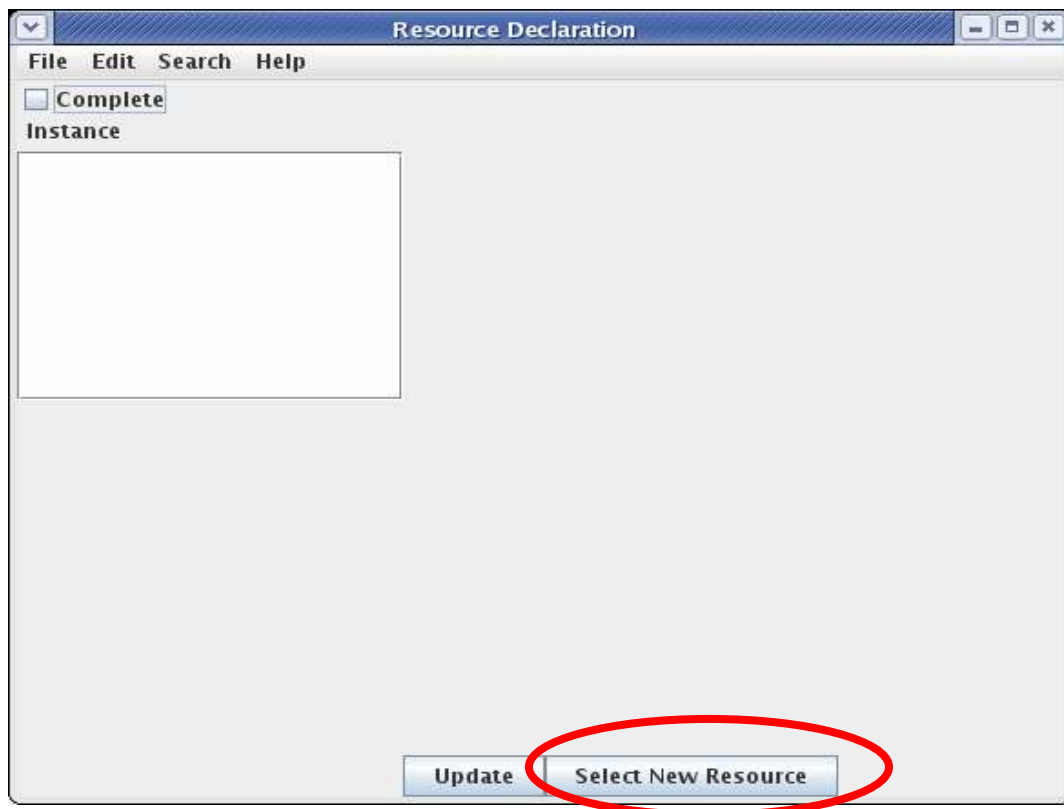 Resource Declaration
File Edit Search Help
Complete
Instance
Update Select New Resource